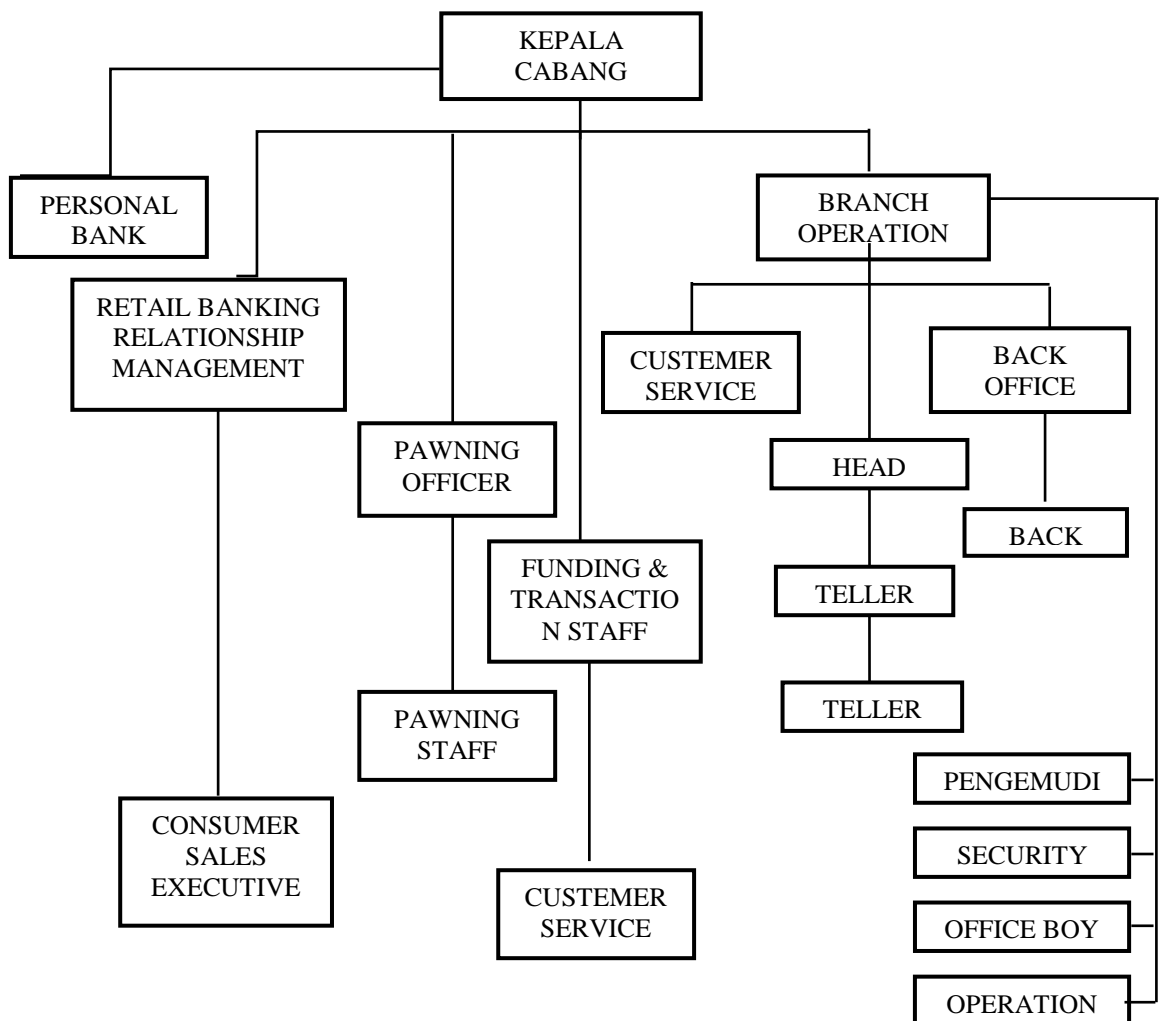 KEPALA
CABANG
PERSONAL
BANK
BRANCH
OPERATION
RETAIL BANKING
RELATIONSHIP
MANAGEMENT
CUSTEMER
SERVICE
BACK
OFFICE
PAWNING
OFFICER
HEAD
BACK
FUNDING &
TRANSACTIO
N STAFF
TELLER
PAWNING
STAFF
TELLER
PENGEMUDI
CONSUMER
SALES
EXECUTIVE
SECURITY
CUSTEMER
SERVICE
OFFICE BOY
OPERATION